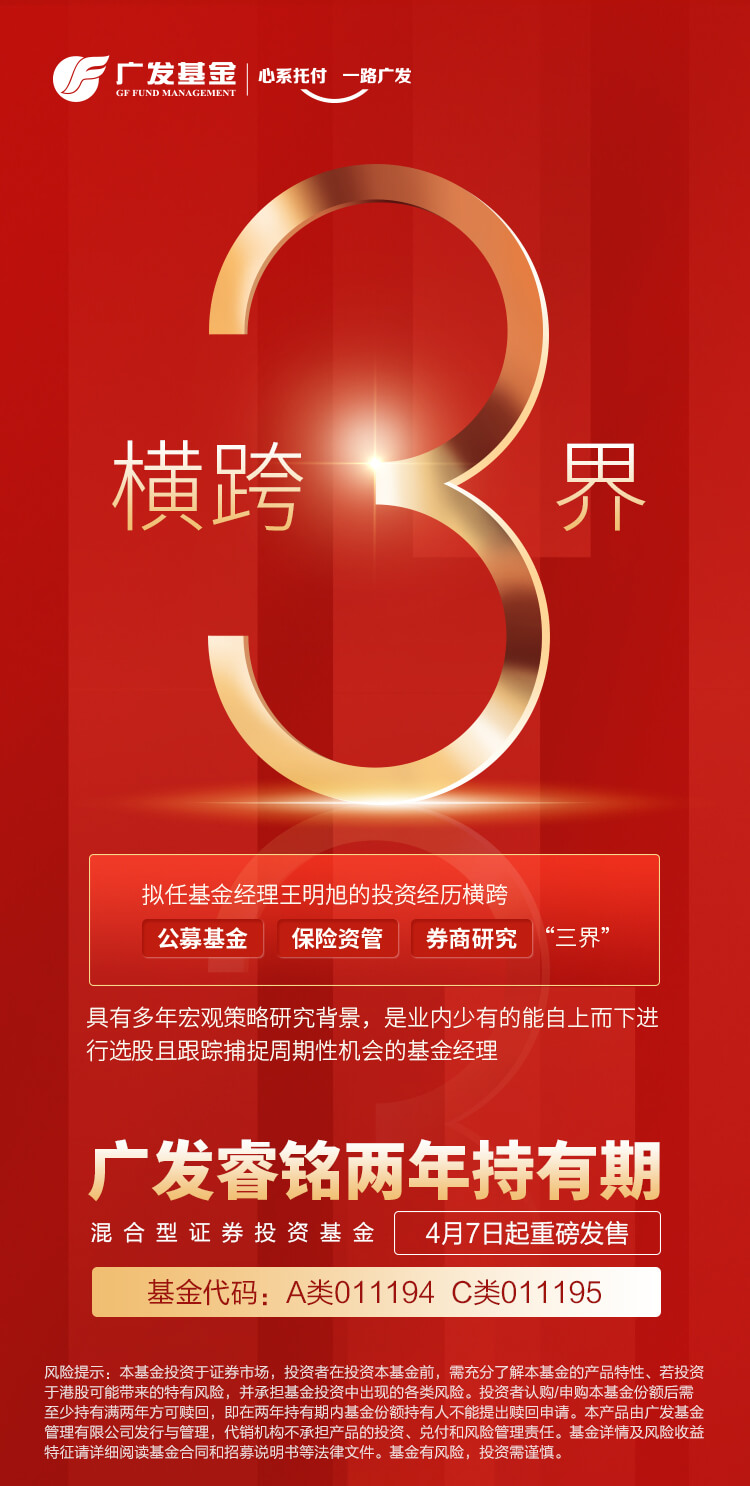 广发基金 心系托付 一路广发
GF FUND MANAGEMENT
横跨3界
拟任基金经理王明旭的投资经历横跨
公募基金 保险资管 券商研究 “三界”
具有多年宏观策略研究背景，是业内少有的能自上而下进
行选股且跟踪捕捉周期性机会的基金经理
广发睿铭两年持有期
混合型证券投资基金 4月7日起重磅发售
基金代码：A类011194 C类011195
风险提示：本基金投资于证券市场，投资者在投资本基金前，需充分了解本基金的产品特性、若投资
于港股可能带来的特有风险，并承担基金投资中出现的各类风险。投资者认购/申购本基金份额后需
至少持有满两年方可赎回，即在两年持有期内基金份额持有人不能提出赎回申请。本产品由广发基金
管理有限公司发行与管理，代销机构不承担产品的投资、兑付和风险管理责任。基金详情及风险收益
特征请详细阅读基金合同和招募说明书等法律文件。基金有风险，投资需谨慎。